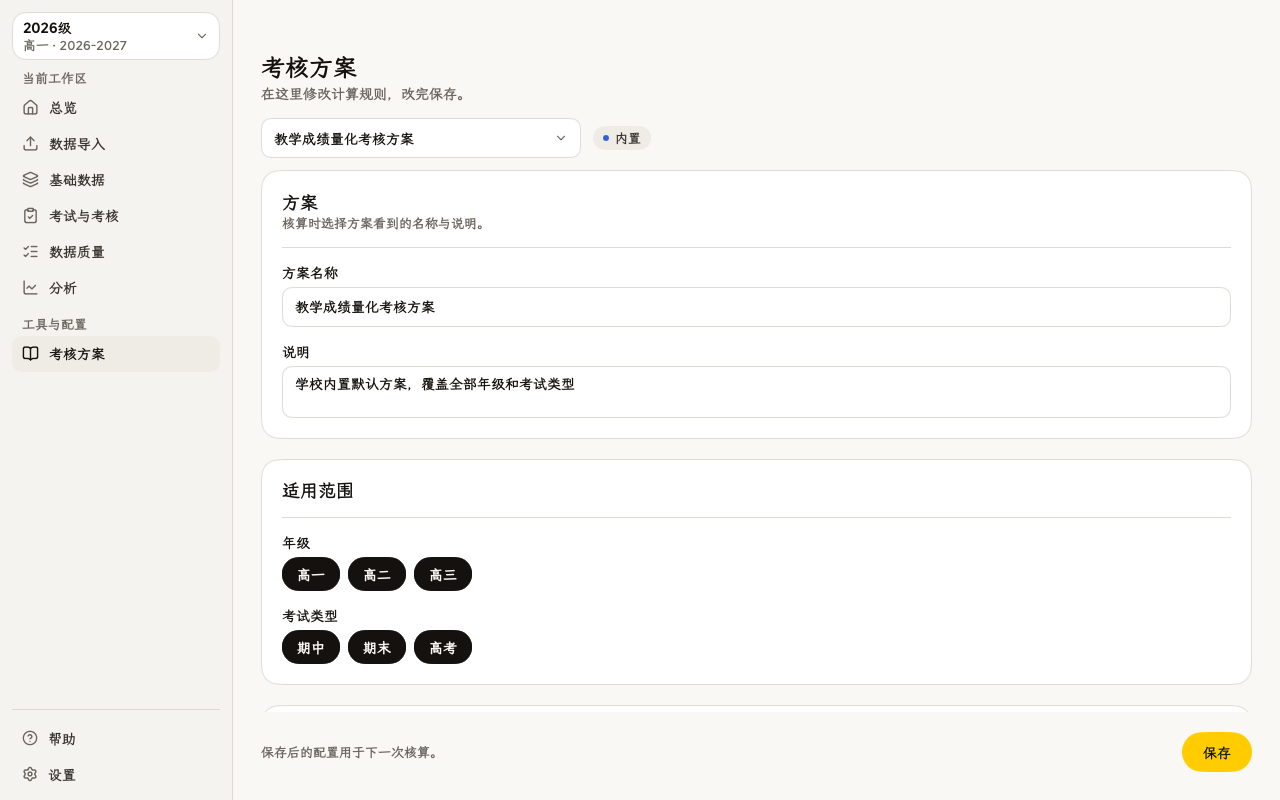 2026级
高一 · 2026-2027
当前工作区
总览
数据导入
基础数据
考试与考核
数据质量
分析
工具与配置
考核方案
帮助
设置
考核方案
在这里修改计算规则，改完保存。
教学成绩量化考核方案
内置
方案
核算时选择方案看到的名称与说明。
方案名称
教学成绩量化考核方案
说明
学校内置默认方案，覆盖全部年级和考试类型
适用范围
年级
高一 高二 高三
考试类型
期中 期末 高考
保存后的配置用于下一次核算。
保存